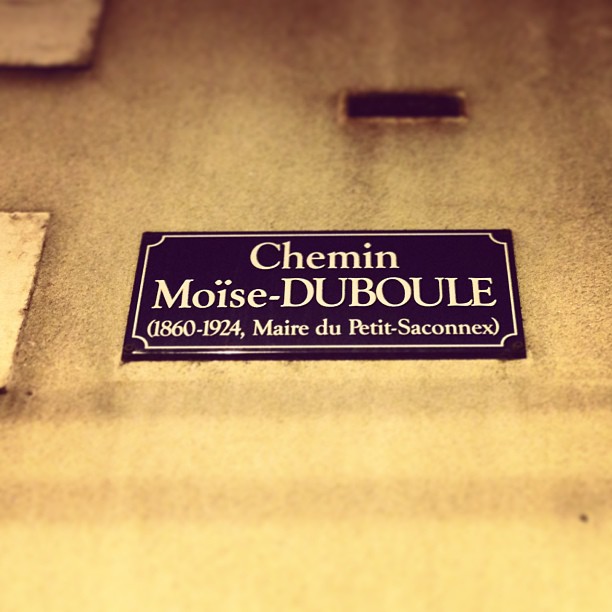 Chemin
Moïse-DUBOULE
(1860-1924, Maire du Petit-Saconnex)